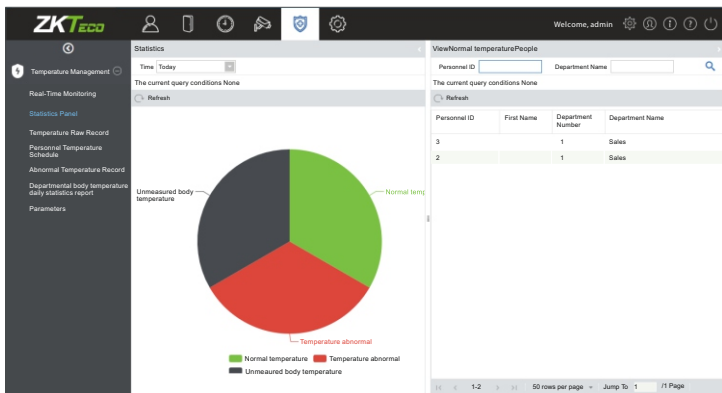 ZKTECO
Welcome, admin
Temperature Management
Real-Time Monitoring
Statistics Panel
Temperature Raw Record
Personnel Temperature
Schedule
Abnormal Temperature Record
Departmental body temperature
daily statistics report
Parameters
Statistics
Time Today
The current query conditions None
Refresh
Unmeasured body
temperature
Normal temp
Temperature abnormal
Normal temperature Temperature abnormal
Unmeaured body temperature
ViewNormal temperaturePeople
Personnel ID Department Name
The current query conditions None
Refresh
Personnel ID First Name Department
Number Department Name
3 1 Sales
2 1 Sales
1-2 50 rows per page Jump To 1 /1 Page